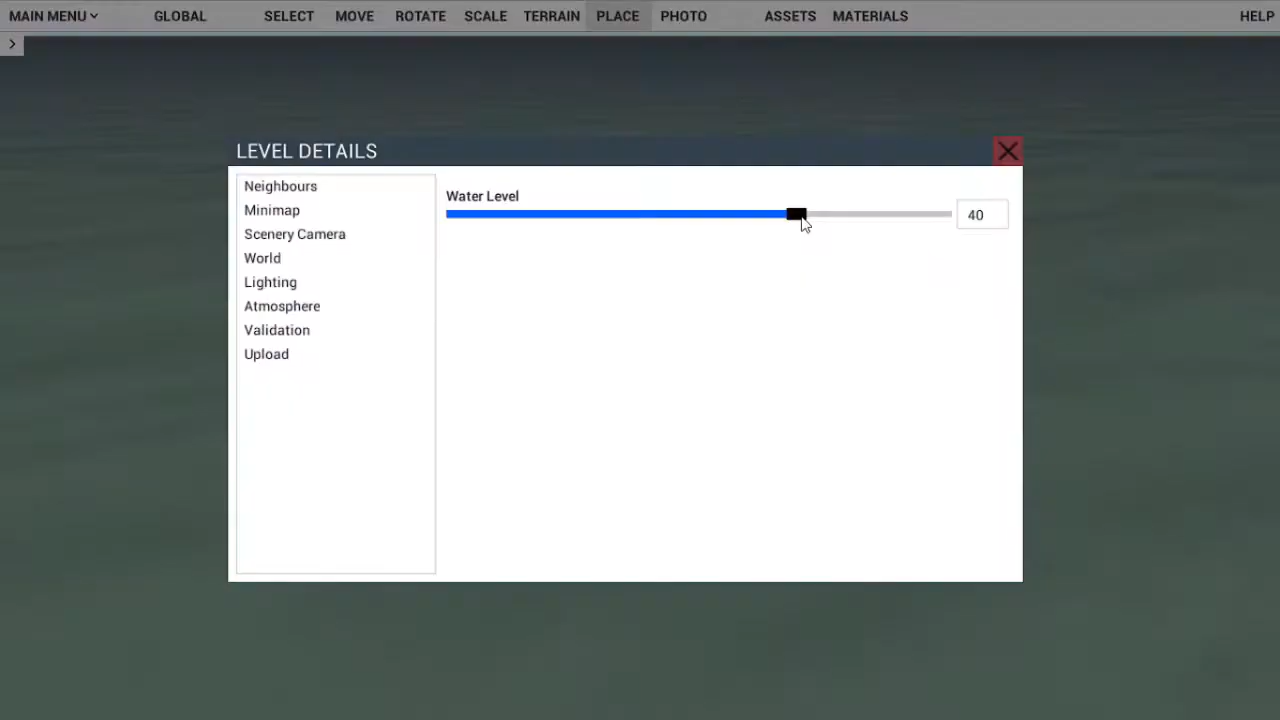 MAIN MENU GLOBAL SELECT MOVE ROTATE SCALE TERRAIN PLACE PHOTO ASSETS MATERIALS HELP
LEVEL DETAILS
Neighbours
Minimap
Scenery Camera
World
Lighting
Atmosphere
Validation
Upload
Water Level
40